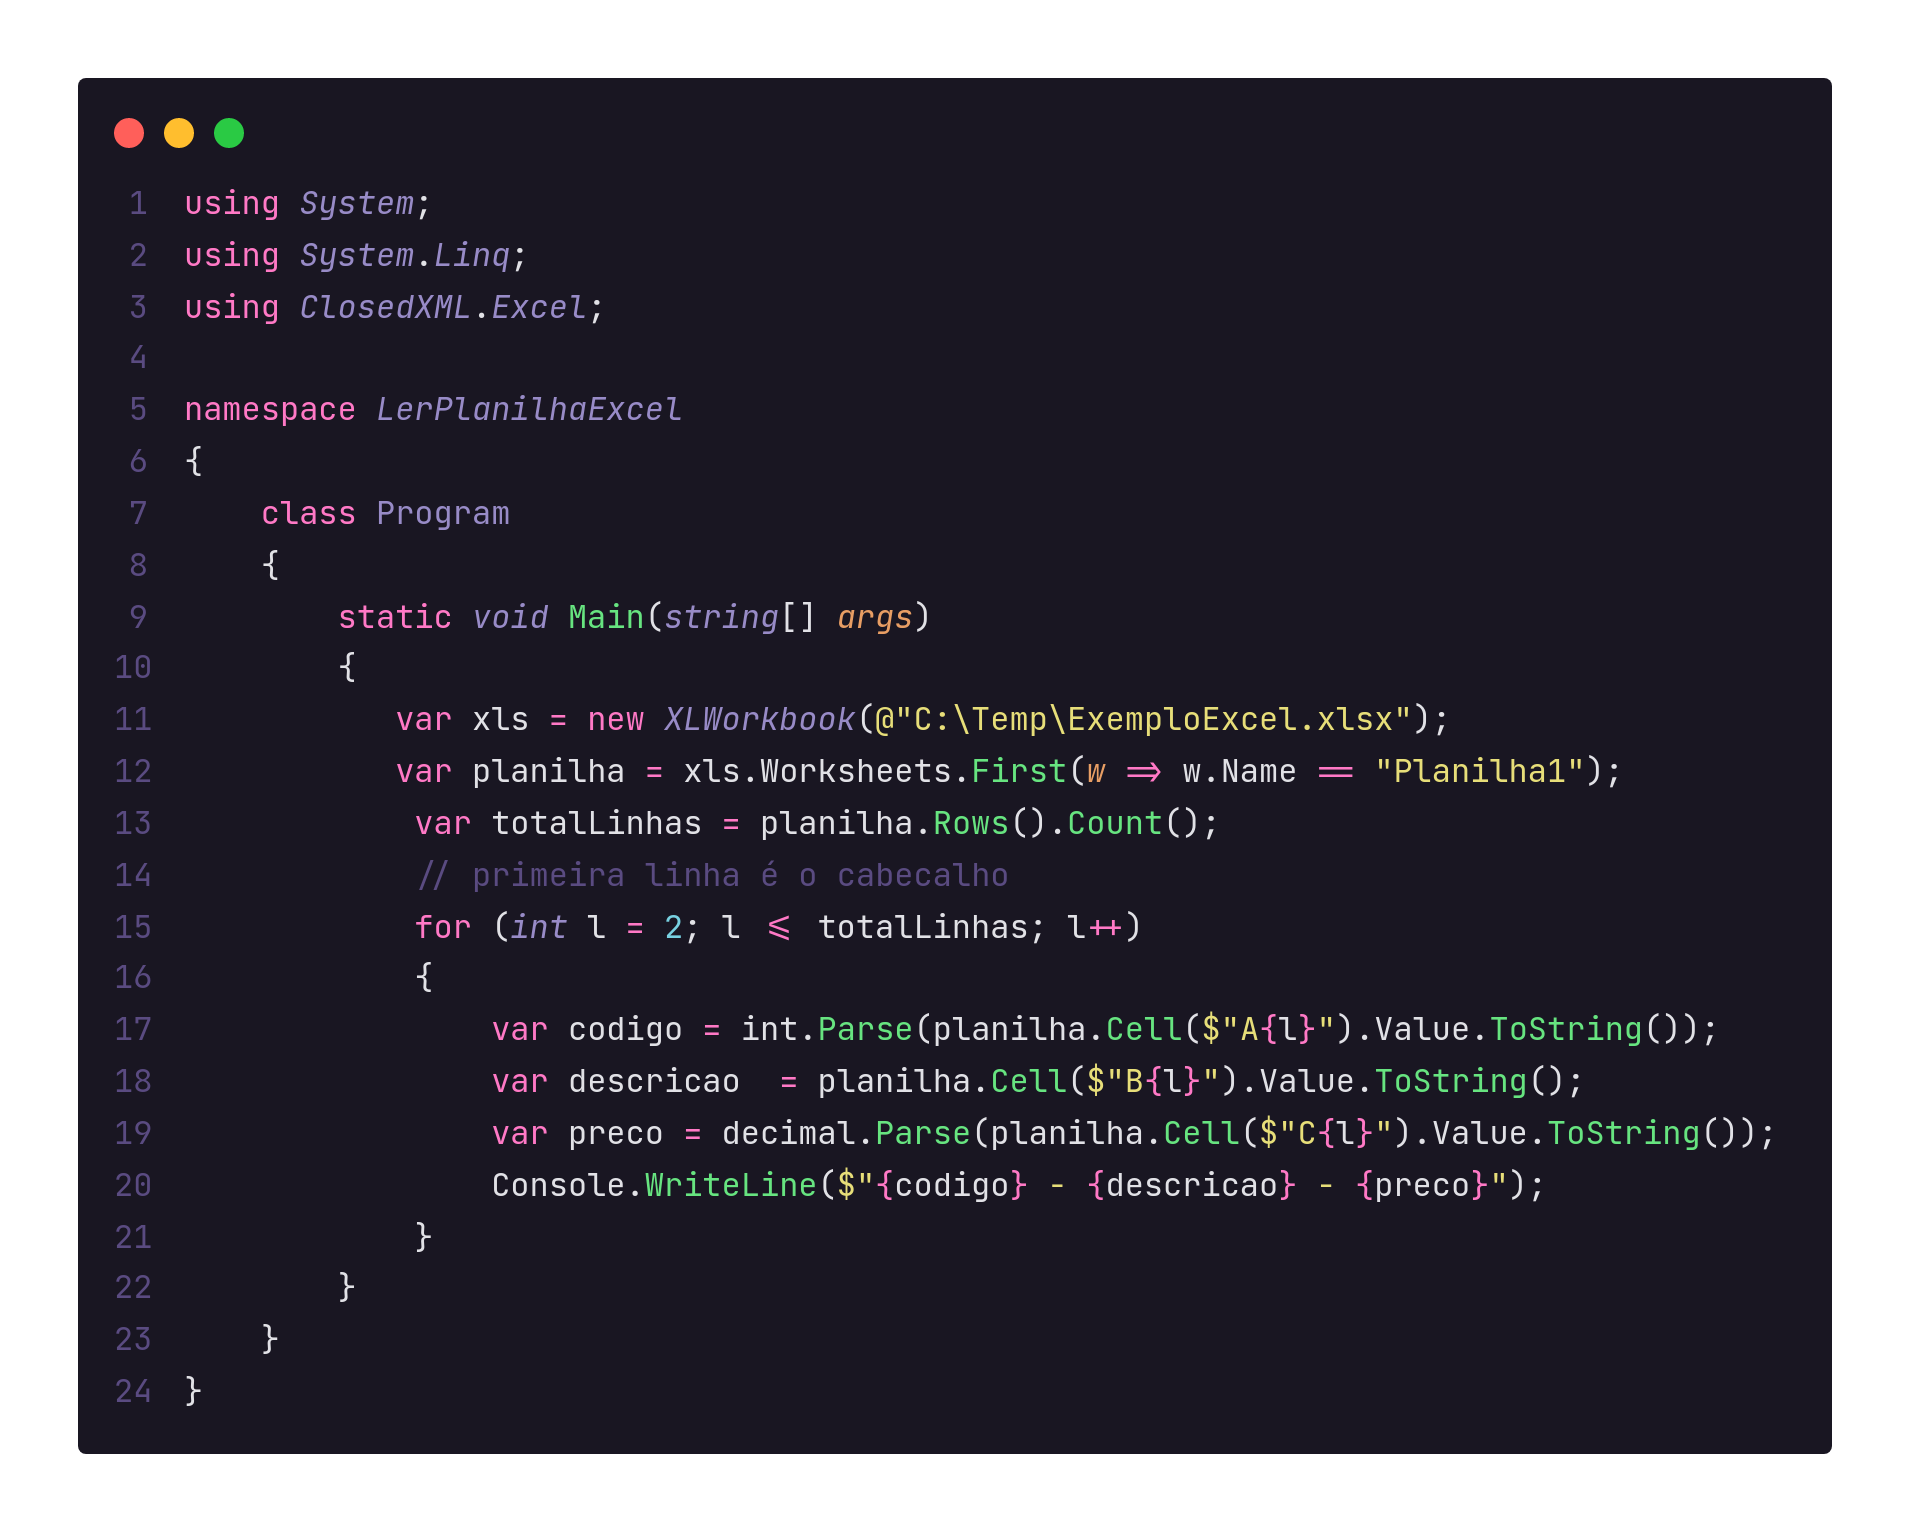 1 using System;
2 using System.Linq;
3 using ClosedXML.Excel;
4
5 namespace LerPlanilhaExcel
6 {
7     class Program
8     {
9         static void Main(string[] args)
10         {
11            var xls = new XLWorkbook(@"C:\Temp\ExemploExcel.xlsx");
12            var planilha = xls.Worksheets.First(w => w.Name == "Planilha1");
13             var totalLinhas = planilha.Rows().Count();
14             // primeira linha é o cabecalho
15             for (int l = 2; l <= totalLinhas; l++)
16             {
17                 var codigo = int.Parse(planilha.Cell($"A{l}").Value.ToString());
18                 var descricao  = planilha.Cell($"B{l}").Value.ToString();
19                 var preco = decimal.Parse(planilha.Cell($"C{l}").Value.ToString());
20                 Console.WriteLine($"{codigo} - {descricao} - {preco}");
21             }
22         }
23     }
24 }